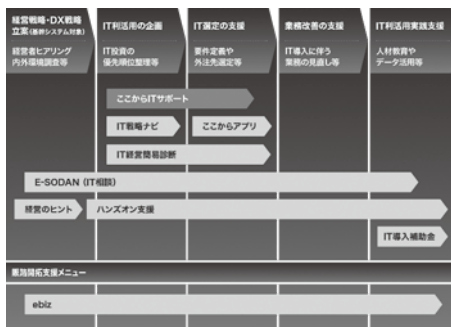 経営戦略・DX戦略
立案(基幹システム対象)
経営者ヒアリング
内外環境調査等
IT利活用の企画
IT投資の
優先順位整理等
IT選定の支援
要件定義や
外注先選定等
業務改善の支援
IT導入に伴う
業務の見直し等
IT利活用実践支援
人材教育や
データ活用等
ここからITサポート
IT戦略ナビ
ここからアプリ
IT経営簡易診断
E-SODAN (IT相談)
経営のヒント
ハンズオン支援
IT導入補助金
販路開拓支援メニュー
ebiz